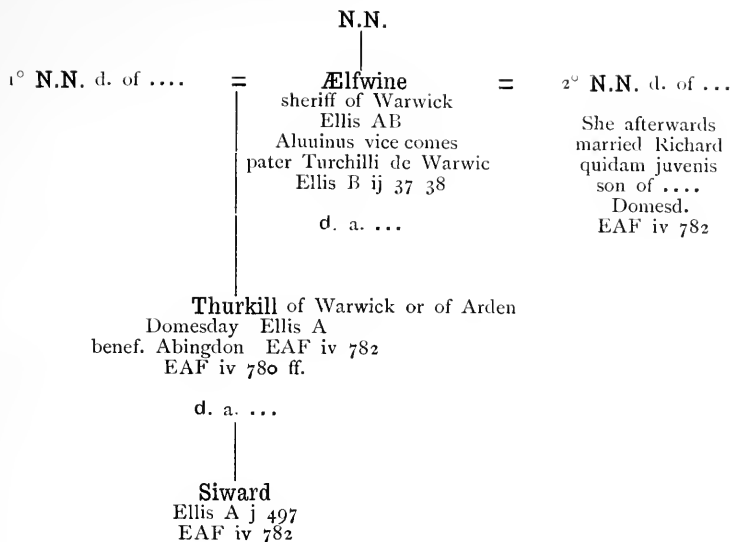 N.N.
1° N.N. d. of .... = Ælfwine = 2° N.N. d. of ...
sheriff of Warwick
Ellis AB
Aluuinus vice comes
pater Turchilli de Warwic
Ellis B ij 37 38
d. a. ...
She afterwards
married Richard
quidam juvenis
son of ....
Domesd.
EAF iv 782
Thurkill of Warwick or of Arden
Domesday Ellis A
benef. Abingdon EAF iv 782
EAF iv 780 ff.
d. a. ...
Siward
Ellis A j 497
EAF iv 782